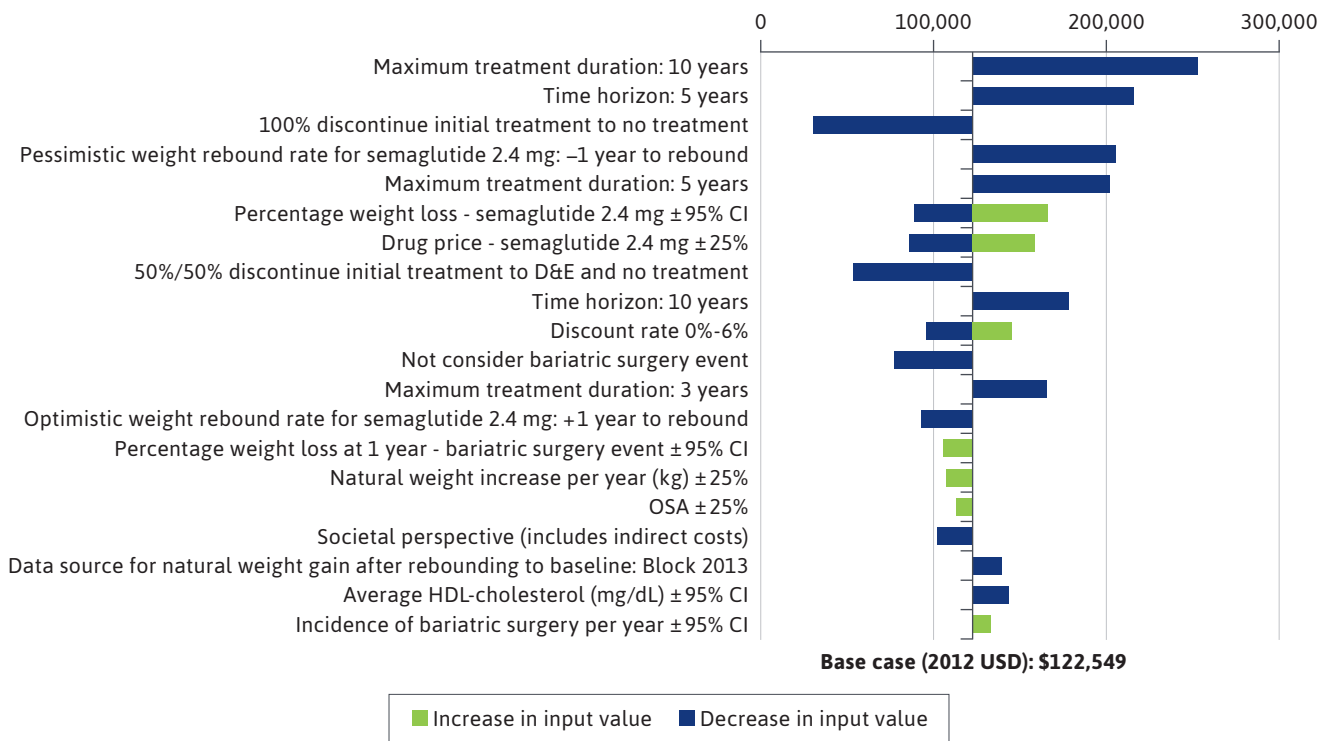 0 100,000 200,000 300,000
Maximum treatment duration: 10 years
Time horizon: 5 years
100% discontinue initial treatment to no treatment
Pessimistic weight rebound rate for semaglutide 2.4 mg: –1 year to rebound
Maximum treatment duration: 5 years
Percentage weight loss - semaglutide 2.4 mg ±95% CI
Drug price - semaglutide 2.4 mg ±25%
50%/50% discontinue initial treatment to D&E and no treatment
Time horizon: 10 years
Discount rate 0%-6%
Not consider bariatric surgery event
Maximum treatment duration: 3 years
Optimistic weight rebound rate for semaglutide 2.4 mg: +1 year to rebound
Percentage weight loss at 1 year - bariatric surgery event ±95% CI
Natural weight increase per year (kg) ±25%
OSA ±25%
Societal perspective (includes indirect costs)
Data source for natural weight gain after rebounding to baseline: Block 2013
Average HDL-cholesterol (mg/dL) ±95% CI
Incidence of bariatric surgery per year ±95% CI
Base case (2012 USD): $122,549
Increase in input value Decrease in input value